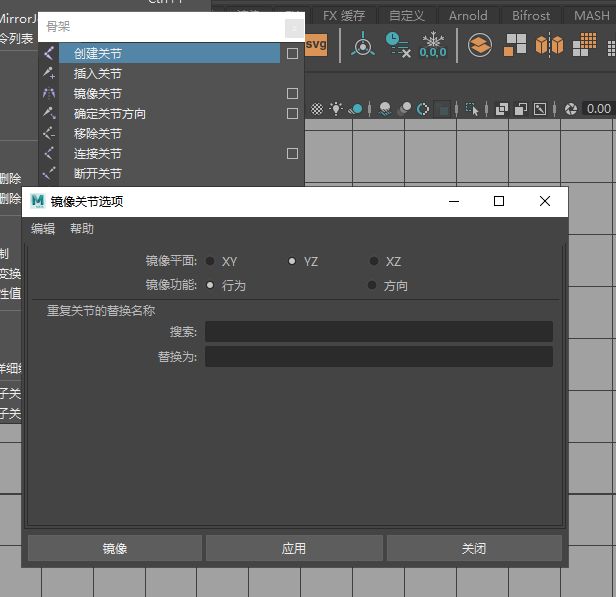 Ctrl+
MirrorJ
令列表
骨架
FX 缓存
自定义
Arnold
Bifrost
MASH
svg
0,0,0
创建关节
插入关节
镜像关节
确定关节方向
移除关节
连接关节
断开关节
0.00
删除
删除
制
变换
性值
详细
子关
子关
M 镜像关节选项
编辑 帮助
镜像平面: XY YZ XZ
镜像功能: 行为 方向
重复关节的替换名称
搜索:
替换为:
镜像 应用 关闭